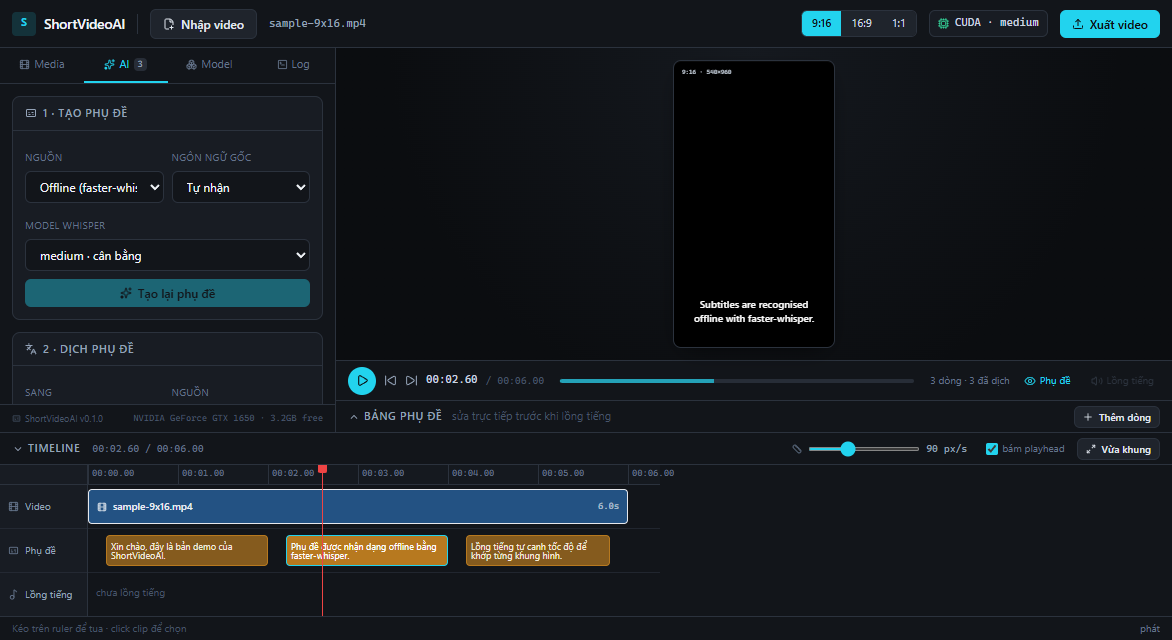 S ShortVideoAI Nhập video sample-9x16.mp4 9:16 16:9 1:1 CUDA · medium Xuất video
Media AI 3 Model Log
1 · TẠO PHỤ ĐỀ
NGUỒN NGÔN NGỮ GỐC
Offline (faster-whis Tự nhận
MODEL WHISPER
medium · cân bằng
Tạo lại phụ đề
2 · DỊCH PHỤ ĐỀ
SANG NGUỒN
ShortVideoAI v0.1.0 NVIDIA GeForce GTX 1650 · 3.2GB free
9:16 · 540×960
Subtitles are recognised
offline with faster-whisper.
00:02.60 / 00:06.00 3 dòng · 3 đã dịch Phụ đề Lồng tiếng
BẢNG PHỤ ĐỀ sửa trực tiếp trước khi lồng tiếng Thêm dòng
TIMELINE 00:02.60 / 00:06.00 90 px/s bám playhead Vừa khung
00:00.00 00:01.00 00:02.00 00:03.00 00:04.00 00:05.00 00:06.00
Video sample-9x16.mp4 6.0s
Phụ đề
Xin chào, đây là bản demo của
ShortVideoAI.
Phụ đề được nhận dạng offline bằng
faster-whisper.
Lồng tiếng tự canh tốc độ để
khớp từng khung hình.
Lồng tiếng chưa lồng tiếng
Kéo trên ruler để tua · click clip để chọn phát